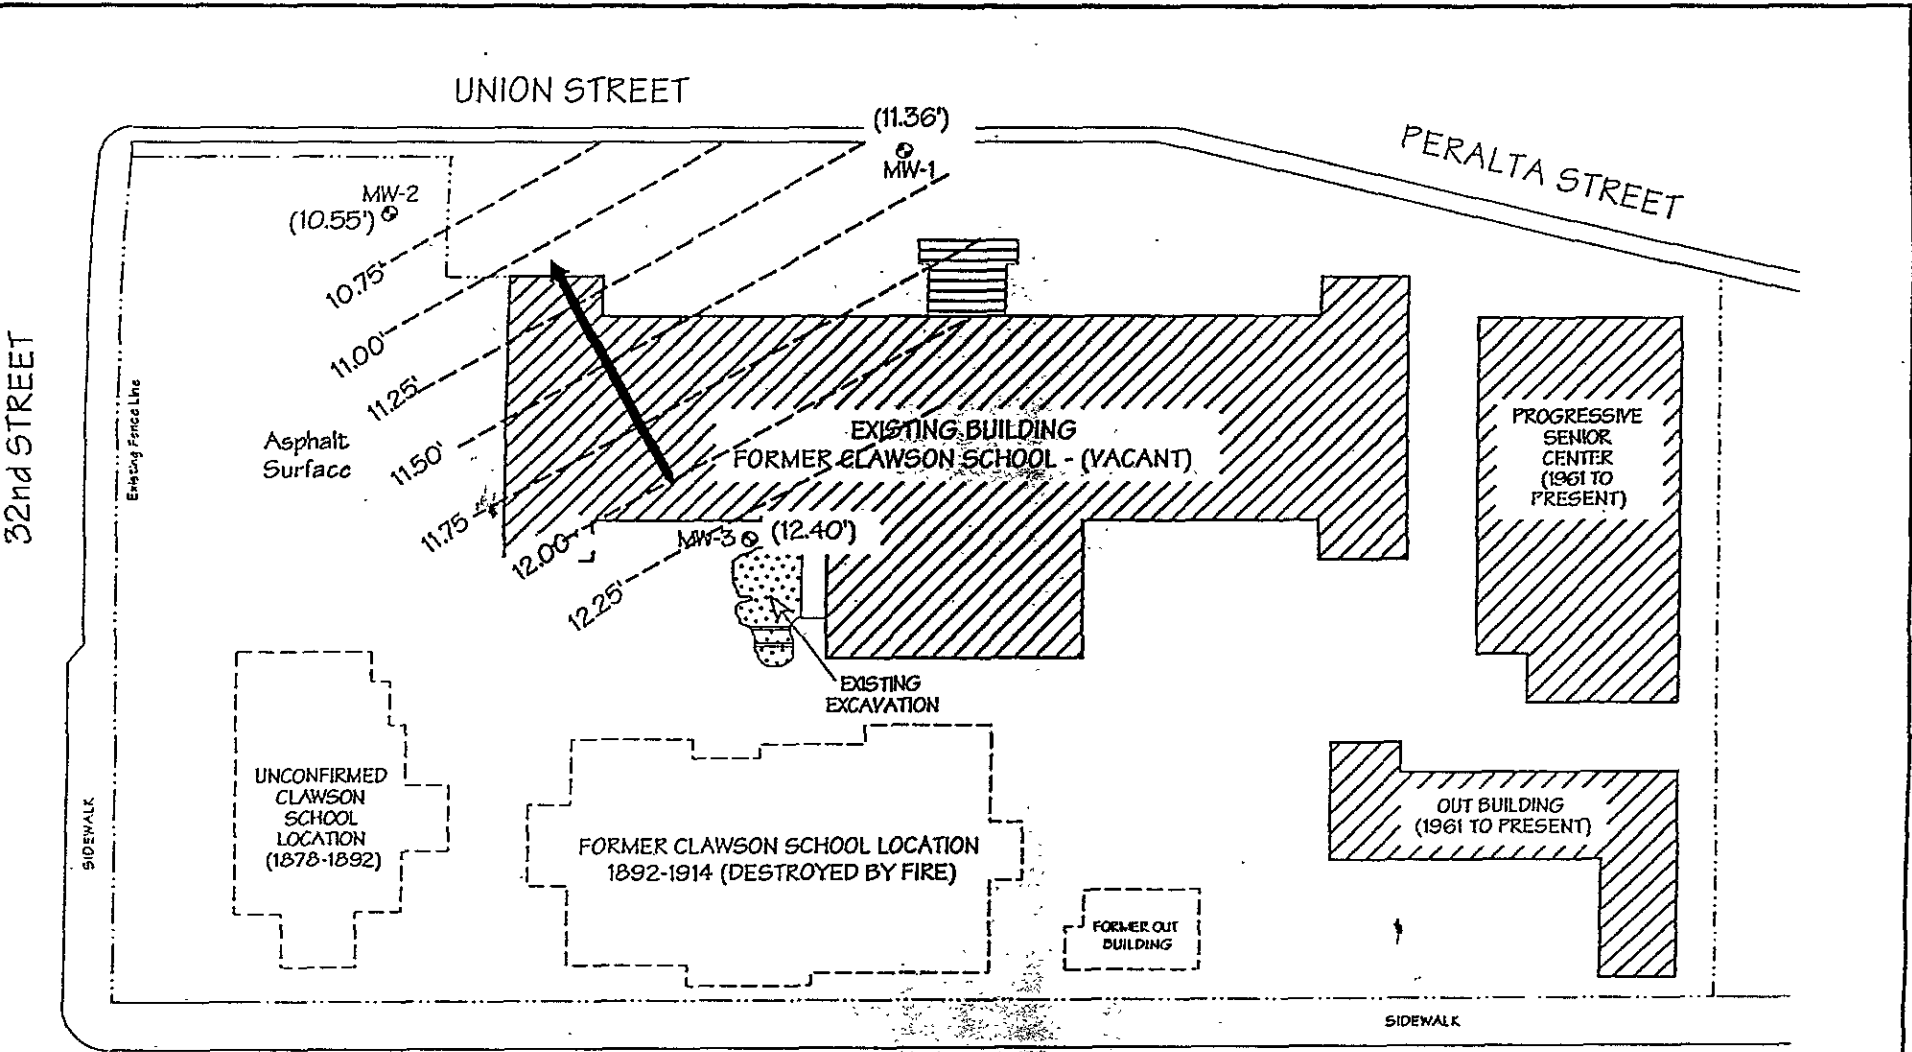 UNION STREET
(11.36')
MW-1
PERALTA STREET
MW-2
(10.55')
10.75'
11.00'
11.25'
11.50'
11.75
12.00'
12.25'
32nd STREET
Existing Fence Line
Asphalt
Surface
EXISTING BUILDING
FORMER CLAWSON SCHOOL - (VACANT)
PROGRESSIVE
SENIOR
CENTER
(1961 TO
PRESENT)
MW-3
(12.40')
EXISTING
EXCAVATION
UNCONFIRMED
CLAWSON
SCHOOL
LOCATION
(1878-1892)
FORMER CLAWSON SCHOOL LOCATION
1892-1914 (DESTROYED BY FIRE)
OUT BUILDING
(1961 TO PRESENT)
FORMER OUT
BUILDING
SIDEWALK
SIDEWALK